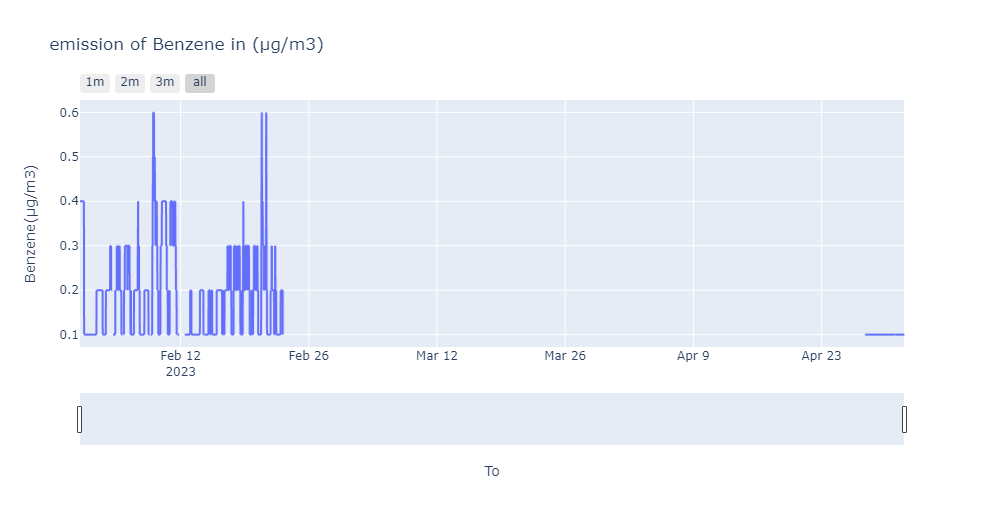 emission of Benzene in (µg/m3)
1m 2m 3m all
Benzene(µg/m3)
0.6
0.5
0.4
0.3
0.2
0.1
Feb 12 Feb 26 Mar 12 Mar 26 Apr 9 Apr 23
2023
To